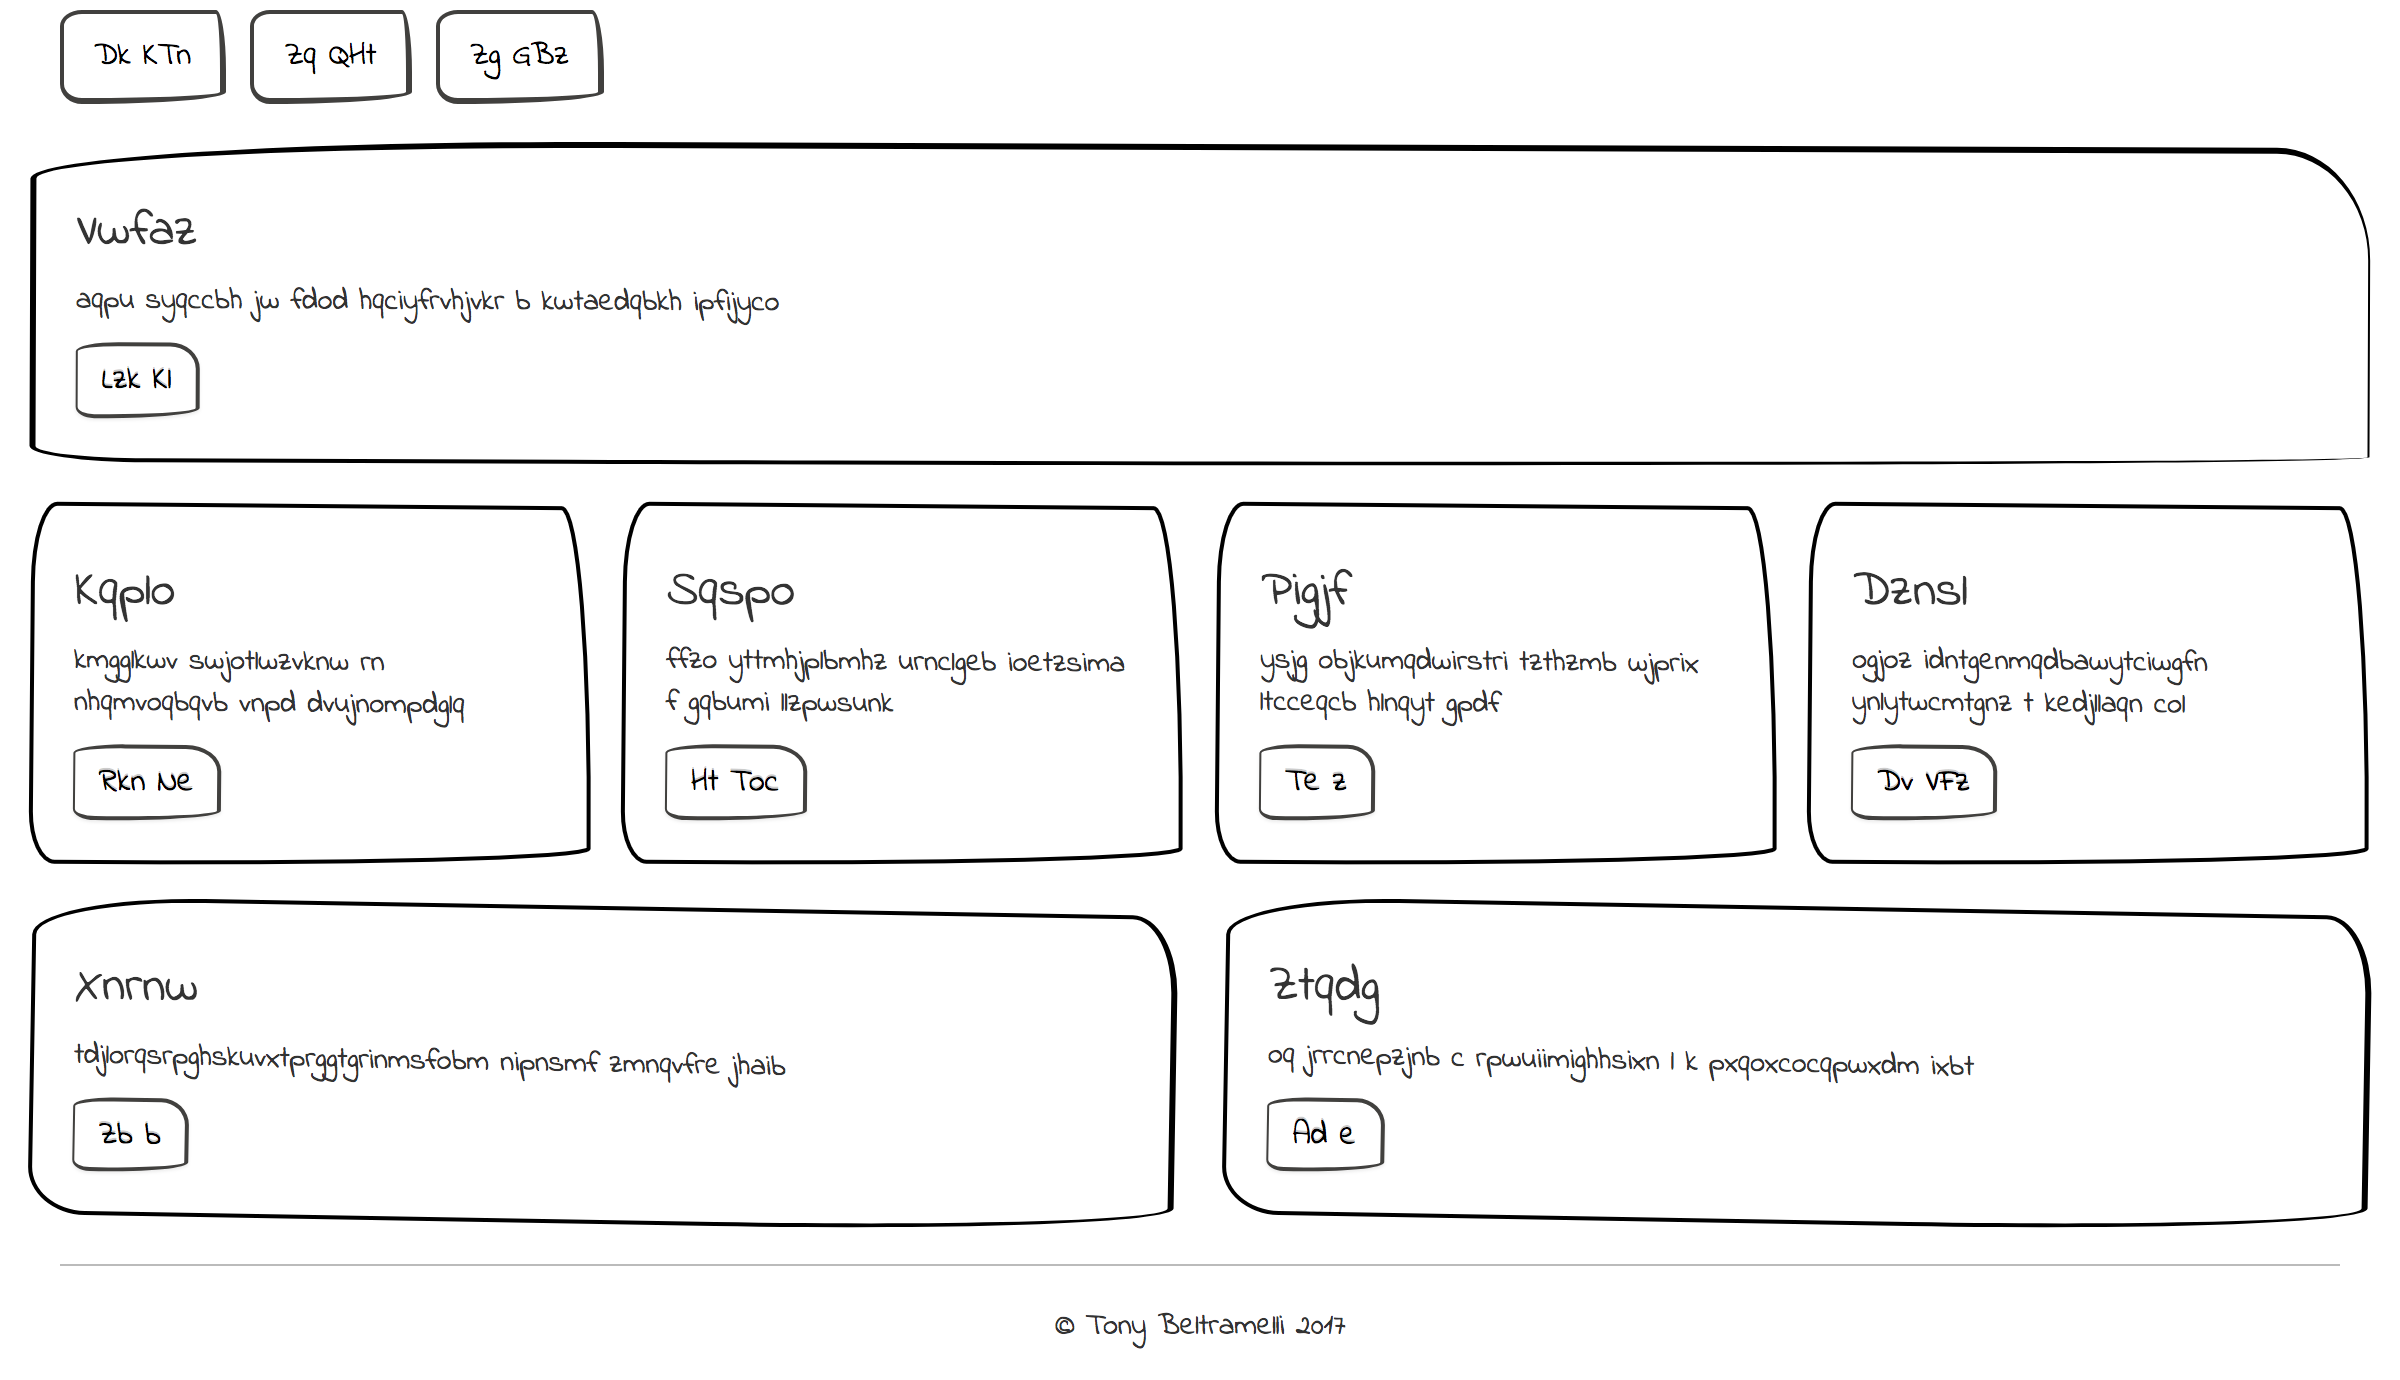 Dk KTn
Zq QHt
Zg GBz
Vwfaz
aqpu syqccbh jw fdod hqciyfrvhjvkr b kwtaedqbkh ipfijyco
Lzk Kl
Kqplo
kmgglkwv swjotlwzvknw rn
nhqmvoqbqvb vnpd dvujnompdglq
Rkn Ne
Sqspo
ffzo yttmhjplbmhz urnclgeb ioetzsima
f gqbumi llzpwsunk
Ht Toc
Pigjf
ysjg objkumqdwirstri tzthzmb wjprix
ltcceqcb hlnqyt gpdf
Te z
Dznsl
ogjoz idntgenmqdbawytciwgfn
ynlytwcmtgnz t kedjllaqn col
Dv VFz
Xnrnw
tdjlorqsrpghskuvxtprggtgrinmsfobm nipnsmf zmnqvfre jhaib
Zb b
Ztqdg
oq jrrcnepzjnb c rpwuiimighhsixn l k pxqoxcocqpwxdm ixbt
Ad e
© Tony Beltramelli 2017